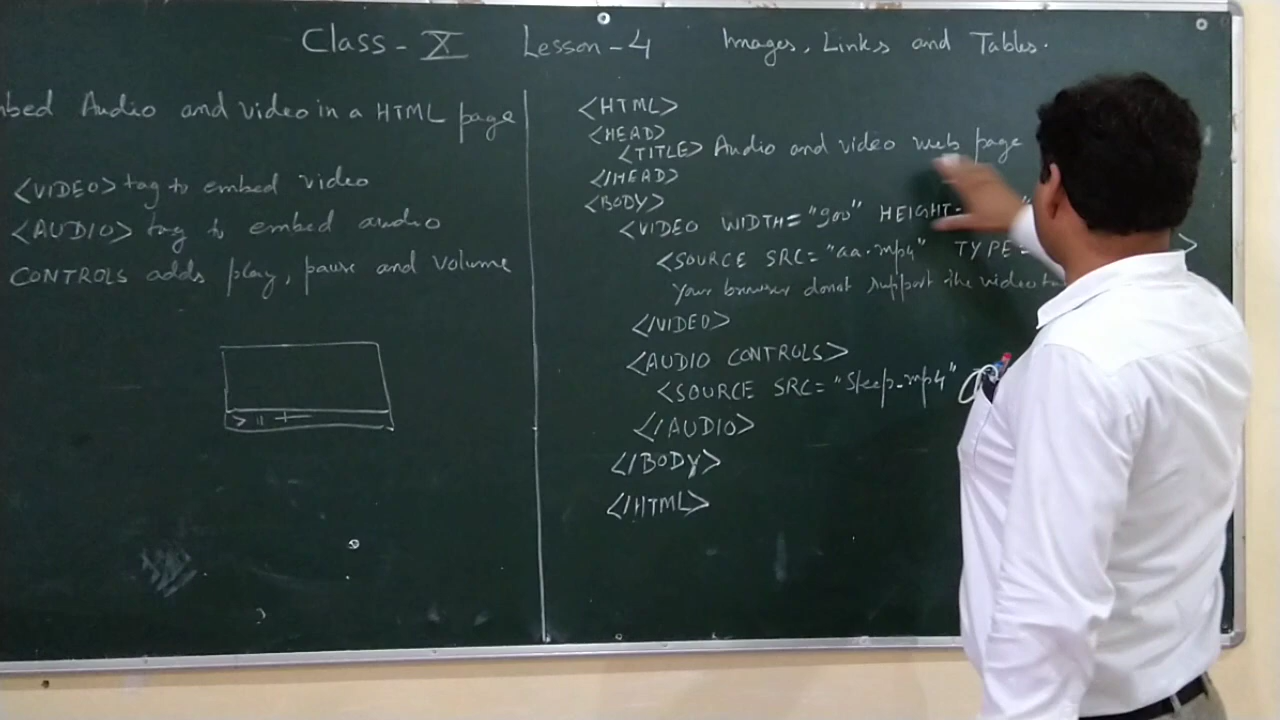 Class - X Lesson - 4 Images, Links and Tables.
Audio and video in a HTML page
<VIDEO> tag to embed video
<AUDIO> tag to embed audio
CONTROLS adds play, pause and volume
<HTML>
<HEAD>
<TITLE> Audio and video web page
</HEAD>
<BODY>
<VIDEO WIDTH= "900" HEIGHT=
<SOURCE SRC= "aa.mp4" TYPE= >
Your browser donot support the video
</VIDEO>
<AUDIO CONTROLS>
<SOURCE SRC= "Sleep.mp4"
</AUDIO>
</BODY>
</HTML>